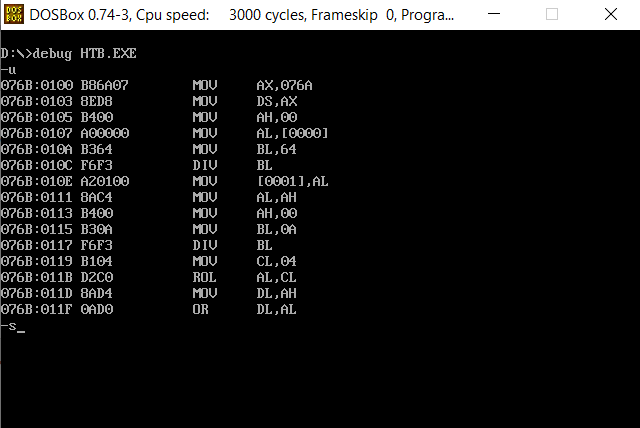 DOS
BOX
DOSBox 0.74-3, Cpu speed:    3000 cycles, Frameskip  0, Progra...
D:\>debug HTB.EXE
-u
076B:0100 B86A07        MOV     AX,076A
076B:0103 8ED8          MOV     DS,AX
076B:0105 B400          MOV     AH,00
076B:0107 A00000        MOV     AL,[0000]
076B:010A B364          MOV     BL,64
076B:010C F6F3          DIV     BL
076B:010E A20100        MOV     [0001],AL
076B:0111 8AC4          MOV     AL,AH
076B:0113 B400          MOV     AH,00
076B:0115 B30A          MOV     BL,0A
076B:0117 F6F3          DIV     BL
076B:0119 B104          MOV     CL,04
076B:011B D2C0          ROL     AL,CL
076B:011D 8AD4          MOV     DL,AH
076B:011F 0AD0          OR      DL,AL
-s_